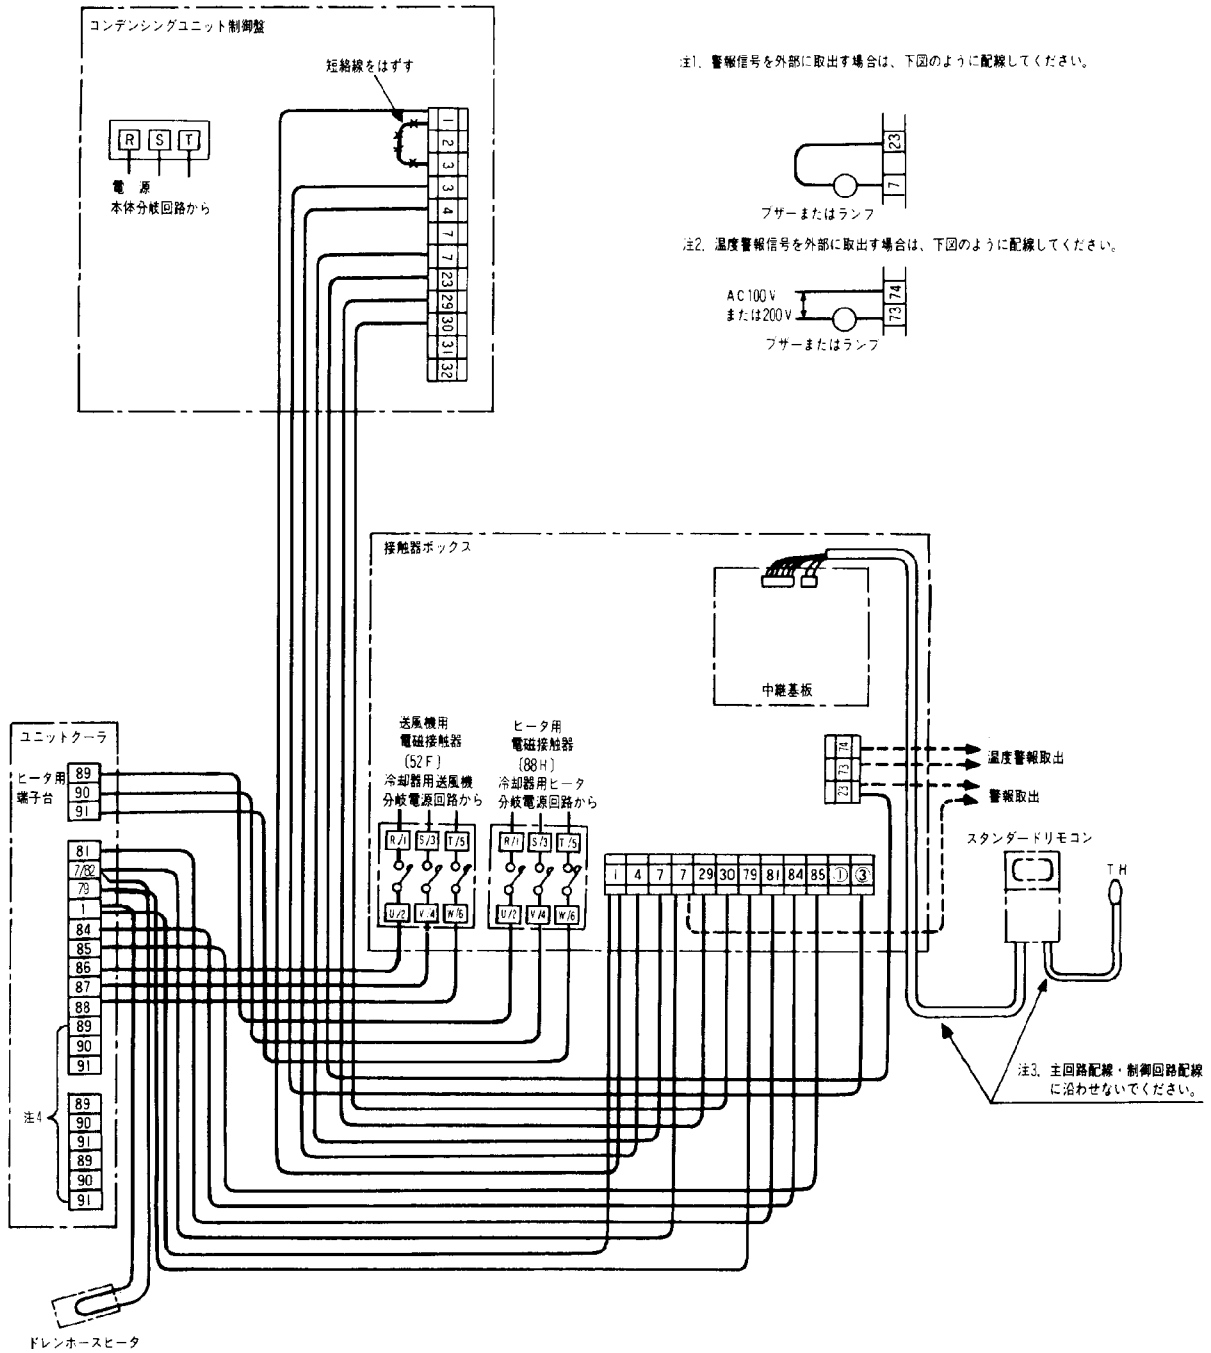 コンデンシングユニット制御盤
短絡線をはずす
R S T
電 源
本体分岐回路から
1
2
3
3
4
7
7
23
29
30
31
32
注1. 警報信号を外部に取出す場合は、下図のように配線してください。
23
7
ブザーまたはランプ
注2. 温度警報信号を外部に取出す場合は、下図のように配線してください。
AC100V
または200V
74
73
ブザーまたはランプ
接触器ボックス
中継基板
送風機用
電磁接触器
(52F)
冷却器用送風機
分岐電源回路から
ヒータ用
電磁接触器
(88H)
冷却器用ヒータ
分岐電源回路から
R/1 S/3 T/5
U/2 V/4 W/6
R/1 S/3 T/5
U/2 V/4 W/6
74
73
23
温度警報取出
警報取出
1 4 7 7 29 30 79 81 84 85 ① ③
スタンダードリモコン
TH
注3. 主回路配線・制御回路配線
に沿わせないでください。
ユニットクーラ
ヒータ用
端子台
89
90
91
81
7/82
79
1
84
85
86
87
88
89
90
91
注4
89
90
91
89
90
91
ドレンホースヒータ